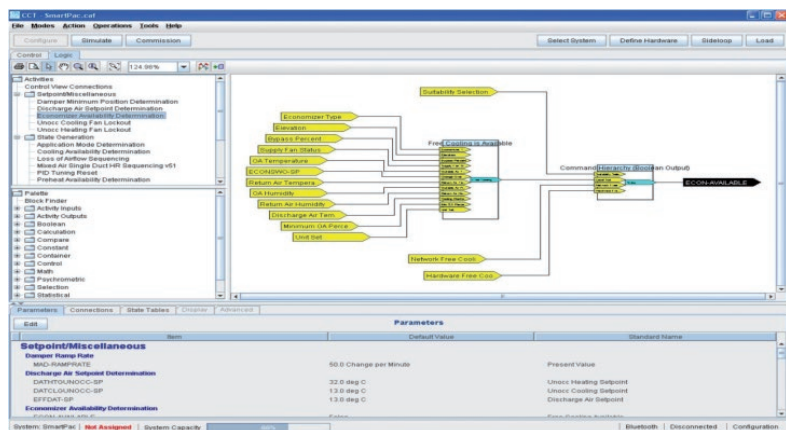 CCT - SmartPac.caf
File Modes Action Operations Tools Help
Configure Simulate Commission Select System Define Hardware Sideloop Load
Control Logic
124.98%
Activities
Control View Connections
Setpoint/Miscellaneous
Damper Minimum Position Determination
Discharge Air Setpoint Determination
Economizer Availability Determination
Unocc Cooling Fan Lockout
Unocc Heating Fan Lockout
State Generation
Application Mode Determination
Cooling Availability Determination
Loss of Airflow Sequencing
Mixed Air Single Duct HR Sequencing v51
PID Tuning Reset
Preheat Availability Determination
Palette
Block Finder
Activity Inputs
Activity Outputs
Boolean
Calculation
Compare
Constant
Container
Control
Math
Psychrometric
Selection
Statistical
Suitability Selection
Economizer Type
Elevation
Bypass Percent
Supply Fan Status
OA Temperature
ECONSWO-SP
Return Air Tempera
OA Humidity
Return Air Humidity
Discharge Air Tem
Minimum OA Perce
Unit Set
Free Cooling is Available
Command Hierarchy (Boolean Output)
ECON-AVAILABLE
Network Free Cooli
Hardware Free Coo
Parameters Connections State Tables Display Advanced
Edit Parameters
Item Default Value Standard Name
Setpoint/Miscellaneous
Damper Ramp Rate
MAD-RAMPRATE 50.0 Change per Minute Present Value
Discharge Air Setpoint Determination
DATHTGUNOCC-SP 32.0 deg C Unocc Heating Setpoint
DATCLGUNOCC-SP 13.0 deg C Unocc Cooling Setpoint
EFFDAT-SP 13.0 deg C Discharge Air Setpoint
Economizer Availability Determination
System: SmartPac Not Assigned System Capacity Bluetooth Disconnected Configuration